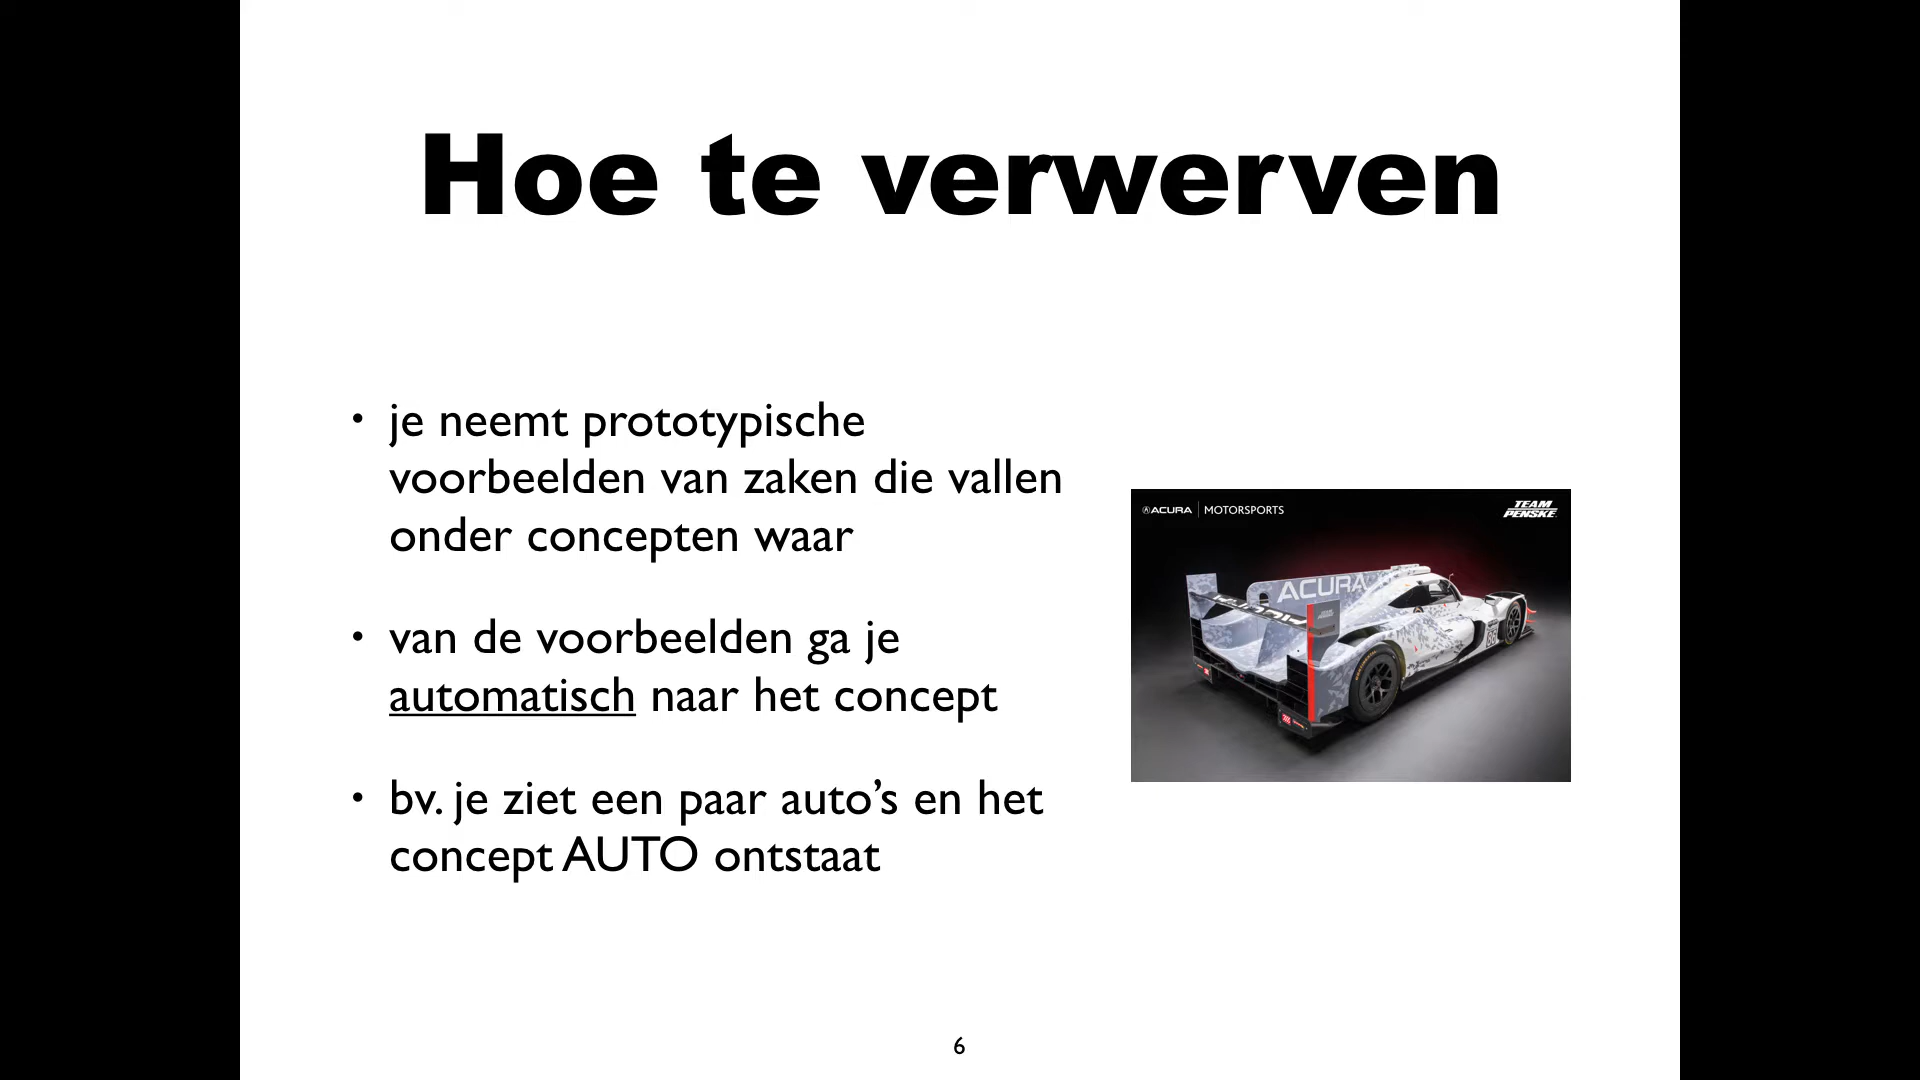 Hoe te verwerven
• je neemt prototypische
voorbeelden van zaken die vallen
onder concepten waar
• van de voorbeelden ga je
automatisch naar het concept
• bv. je ziet een paar auto’s en het
concept AUTO ontstaat
ACURA | MOTORSPORTS
TEAM
PENSKE
ACURA
ACURA
6